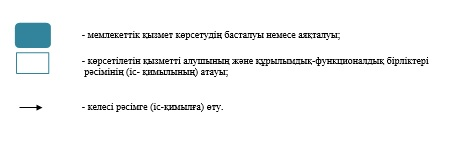 - мемлекеттік қызмет көрсетудің басталуы немесе аяқталуы;
- көрсетілетін қызметті алушының және құрылымдық-функционалдық бірліктері
рәсімінің (іс- қимылының) атауы;
- келесі рәсімге (іс-қимылға) өту.